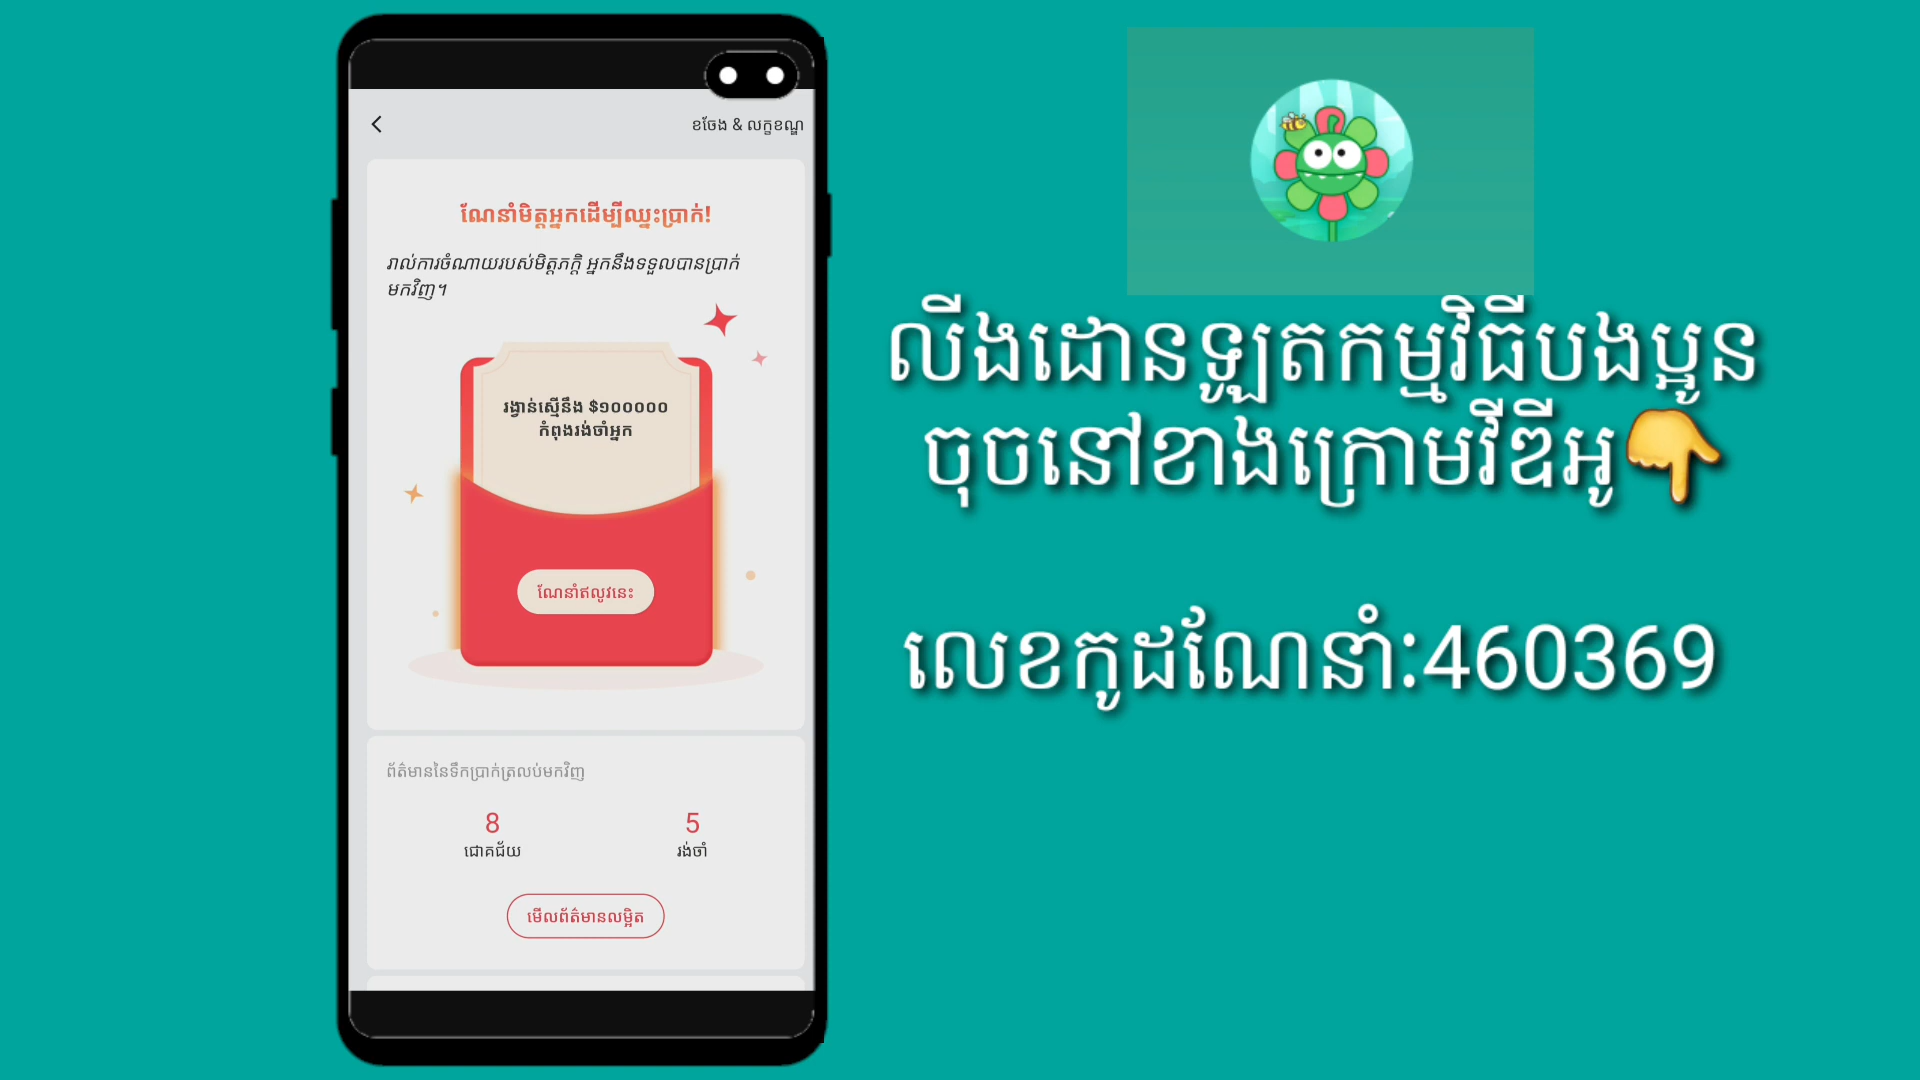 ខចែង & លក្ខខណ្ឌ
ណែនាំមិត្តអ្នកដើម្បីឈ្នះប្រាក់!
រាល់ការចំណាយរបស់មិត្តភក្តិ អ្នកនឹងទទួលបានប្រាក់
មកវិញ។
រង្វាន់ស្មើនឹង $១០០០០០
កំពុងរង់ចាំអ្នក
ណែនាំឥលូវនេះ
ព័ត៌មាននៃទឹកប្រាក់ត្រលប់មកវិញ
8 5
ជោគជ័យ រង់ចាំ
មើលព័ត៌មានលម្អិត
លីងដោនឡូតកម្មវិធីបងប្អូន
ចុចនៅខាងក្រោមវីឌីអូ👇
លេខកូដណែនាំ:460369